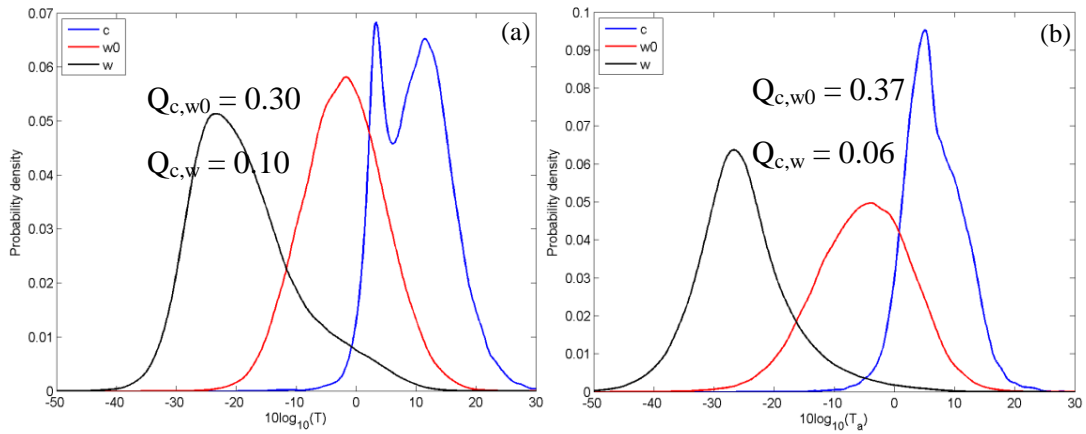 (a)
c
w0
w
Q_c,w0 = 0.30
Q_c,w = 0.10
Probability density
0.07
0.06
0.05
0.04
0.03
0.02
0.01
0
-50 -40 -30 -20 -10 0 10 20 30
10log10(T)
(b)
c
w0
w
Q_c,w0 = 0.37
Q_c,w = 0.06
Probability density
0.1
0.09
0.08
0.07
0.06
0.05
0.04
0.03
0.02
0.01
0
-50 -40 -30 -20 -10 0 10 20 30
10log10(T_a)